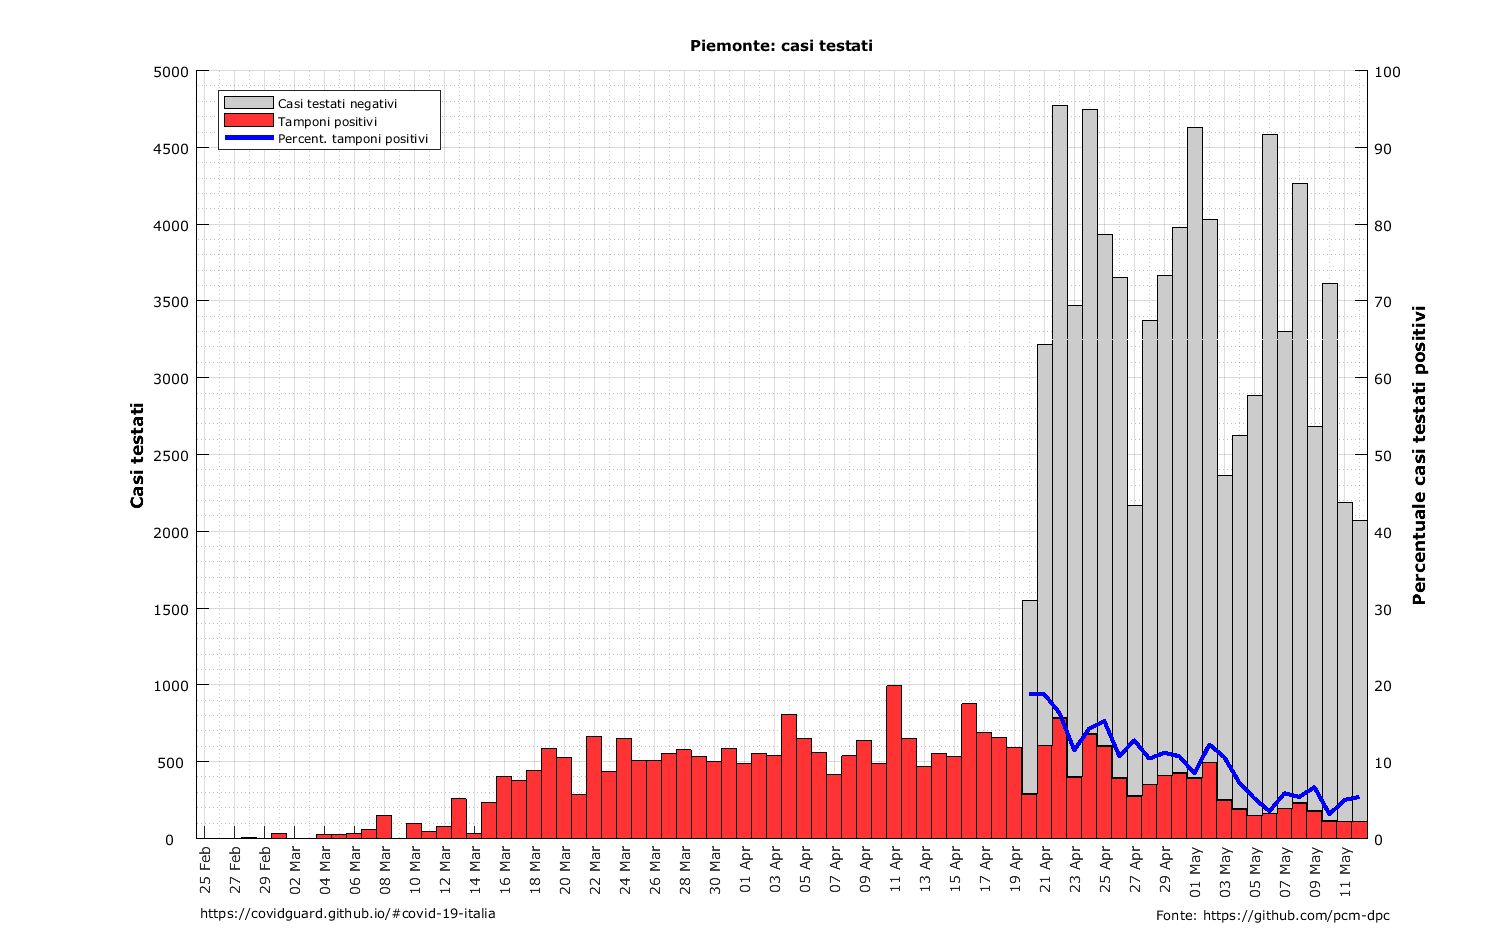 Piemonte: casi testati
Casi testati negativi
Tamponi positivi
Percent. tamponi positivi
Casi testati
5000
4500
4000
3500
3000
2500
2000
1500
1000
500
0
100
90
80
70
60
50
40
30
20
10
0
Percentuale casi testati positivi
25 Feb
27 Feb
29 Feb
02 Mar
04 Mar
06 Mar
08 Mar
10 Mar
12 Mar
14 Mar
16 Mar
18 Mar
20 Mar
22 Mar
24 Mar
26 Mar
28 Mar
30 Mar
01 Apr
03 Apr
05 Apr
07 Apr
09 Apr
11 Apr
13 Apr
15 Apr
17 Apr
19 Apr
21 Apr
23 Apr
25 Apr
27 Apr
29 Apr
01 May
03 May
05 May
07 May
09 May
11 May
https://covidguard.github.io/#covid-19-italia
Fonte: https://github.com/pcm-dpc